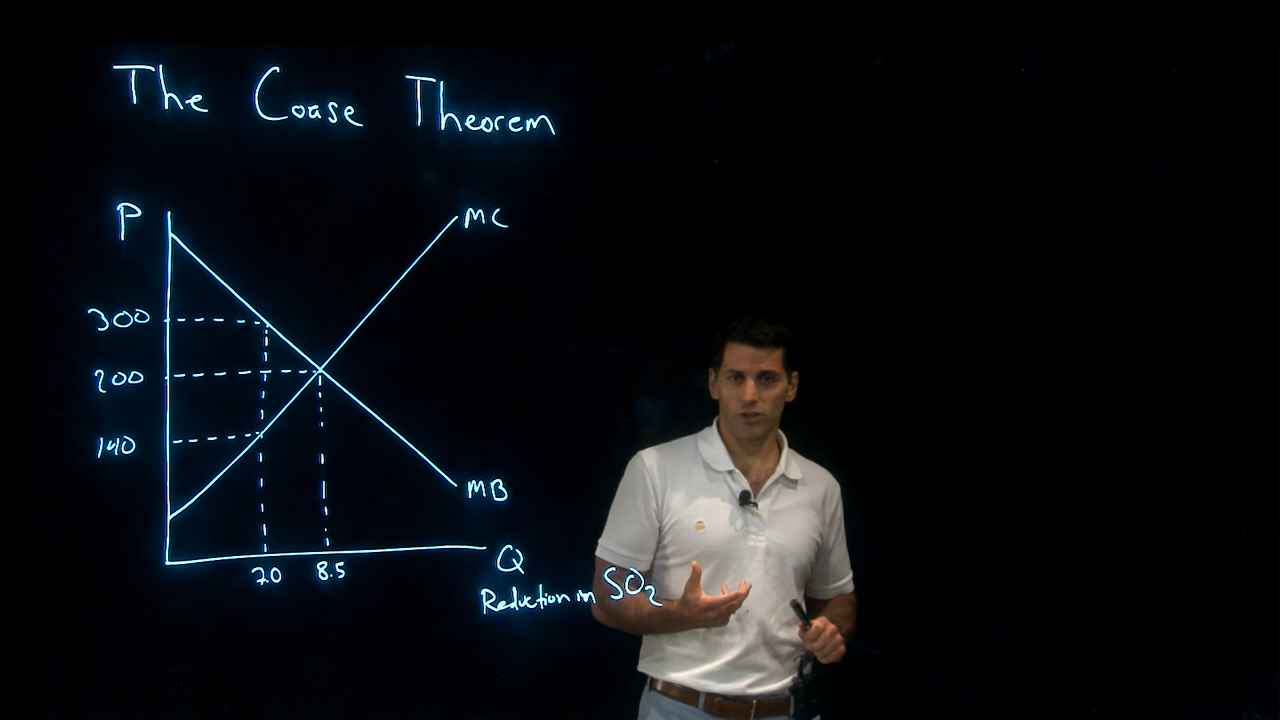 The Coase Theorem
P
MC
300
200
140
MB
7.0 8.5
Q
Reduction in SO2